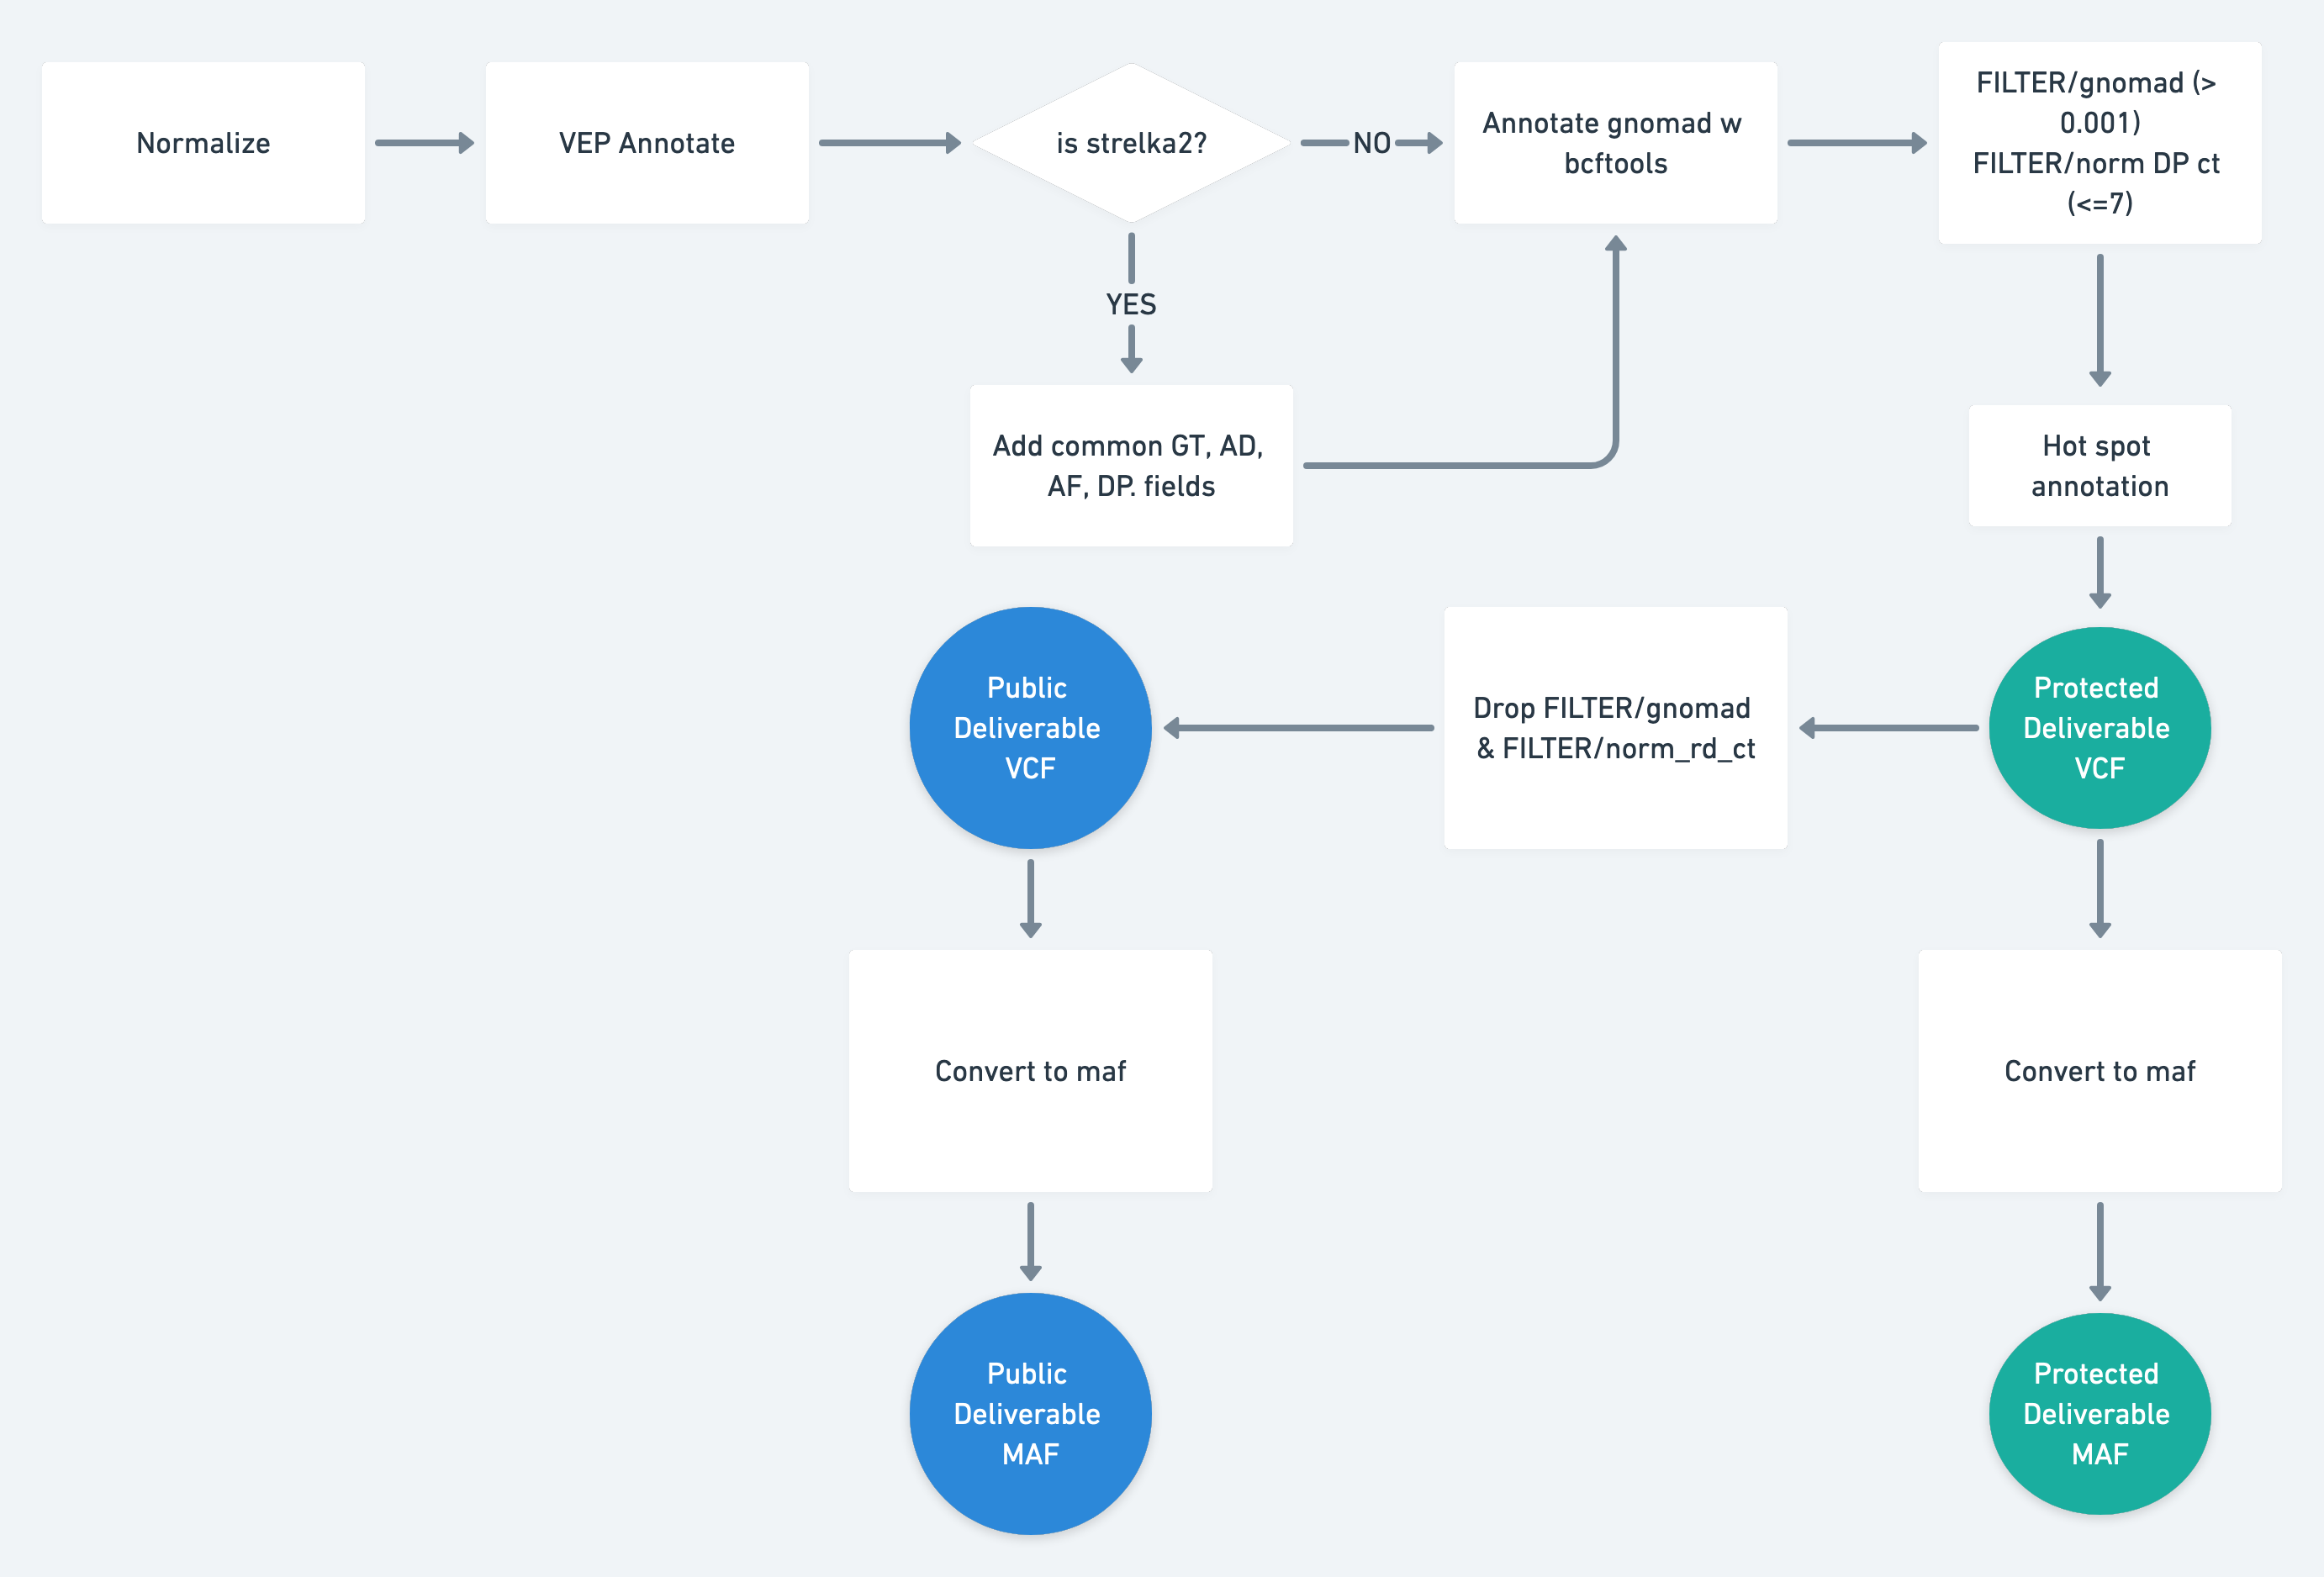 Normalize
VEP Annotate
is strelka2?
NO
Annotate gnomad w
bcftools
FILTER/gnomad (>
0.001)
FILTER/norm DP ct
(<=7)
YES
Add common GT, AD,
AF, DP. fields
Hot spot
annotation
Public
Deliverable
VCF
Drop FILTER/gnomad
& FILTER/norm_rd_ct
Protected
Deliverable
VCF
Convert to maf
Convert to maf
Public
Deliverable
MAF
Protected
Deliverable
MAF